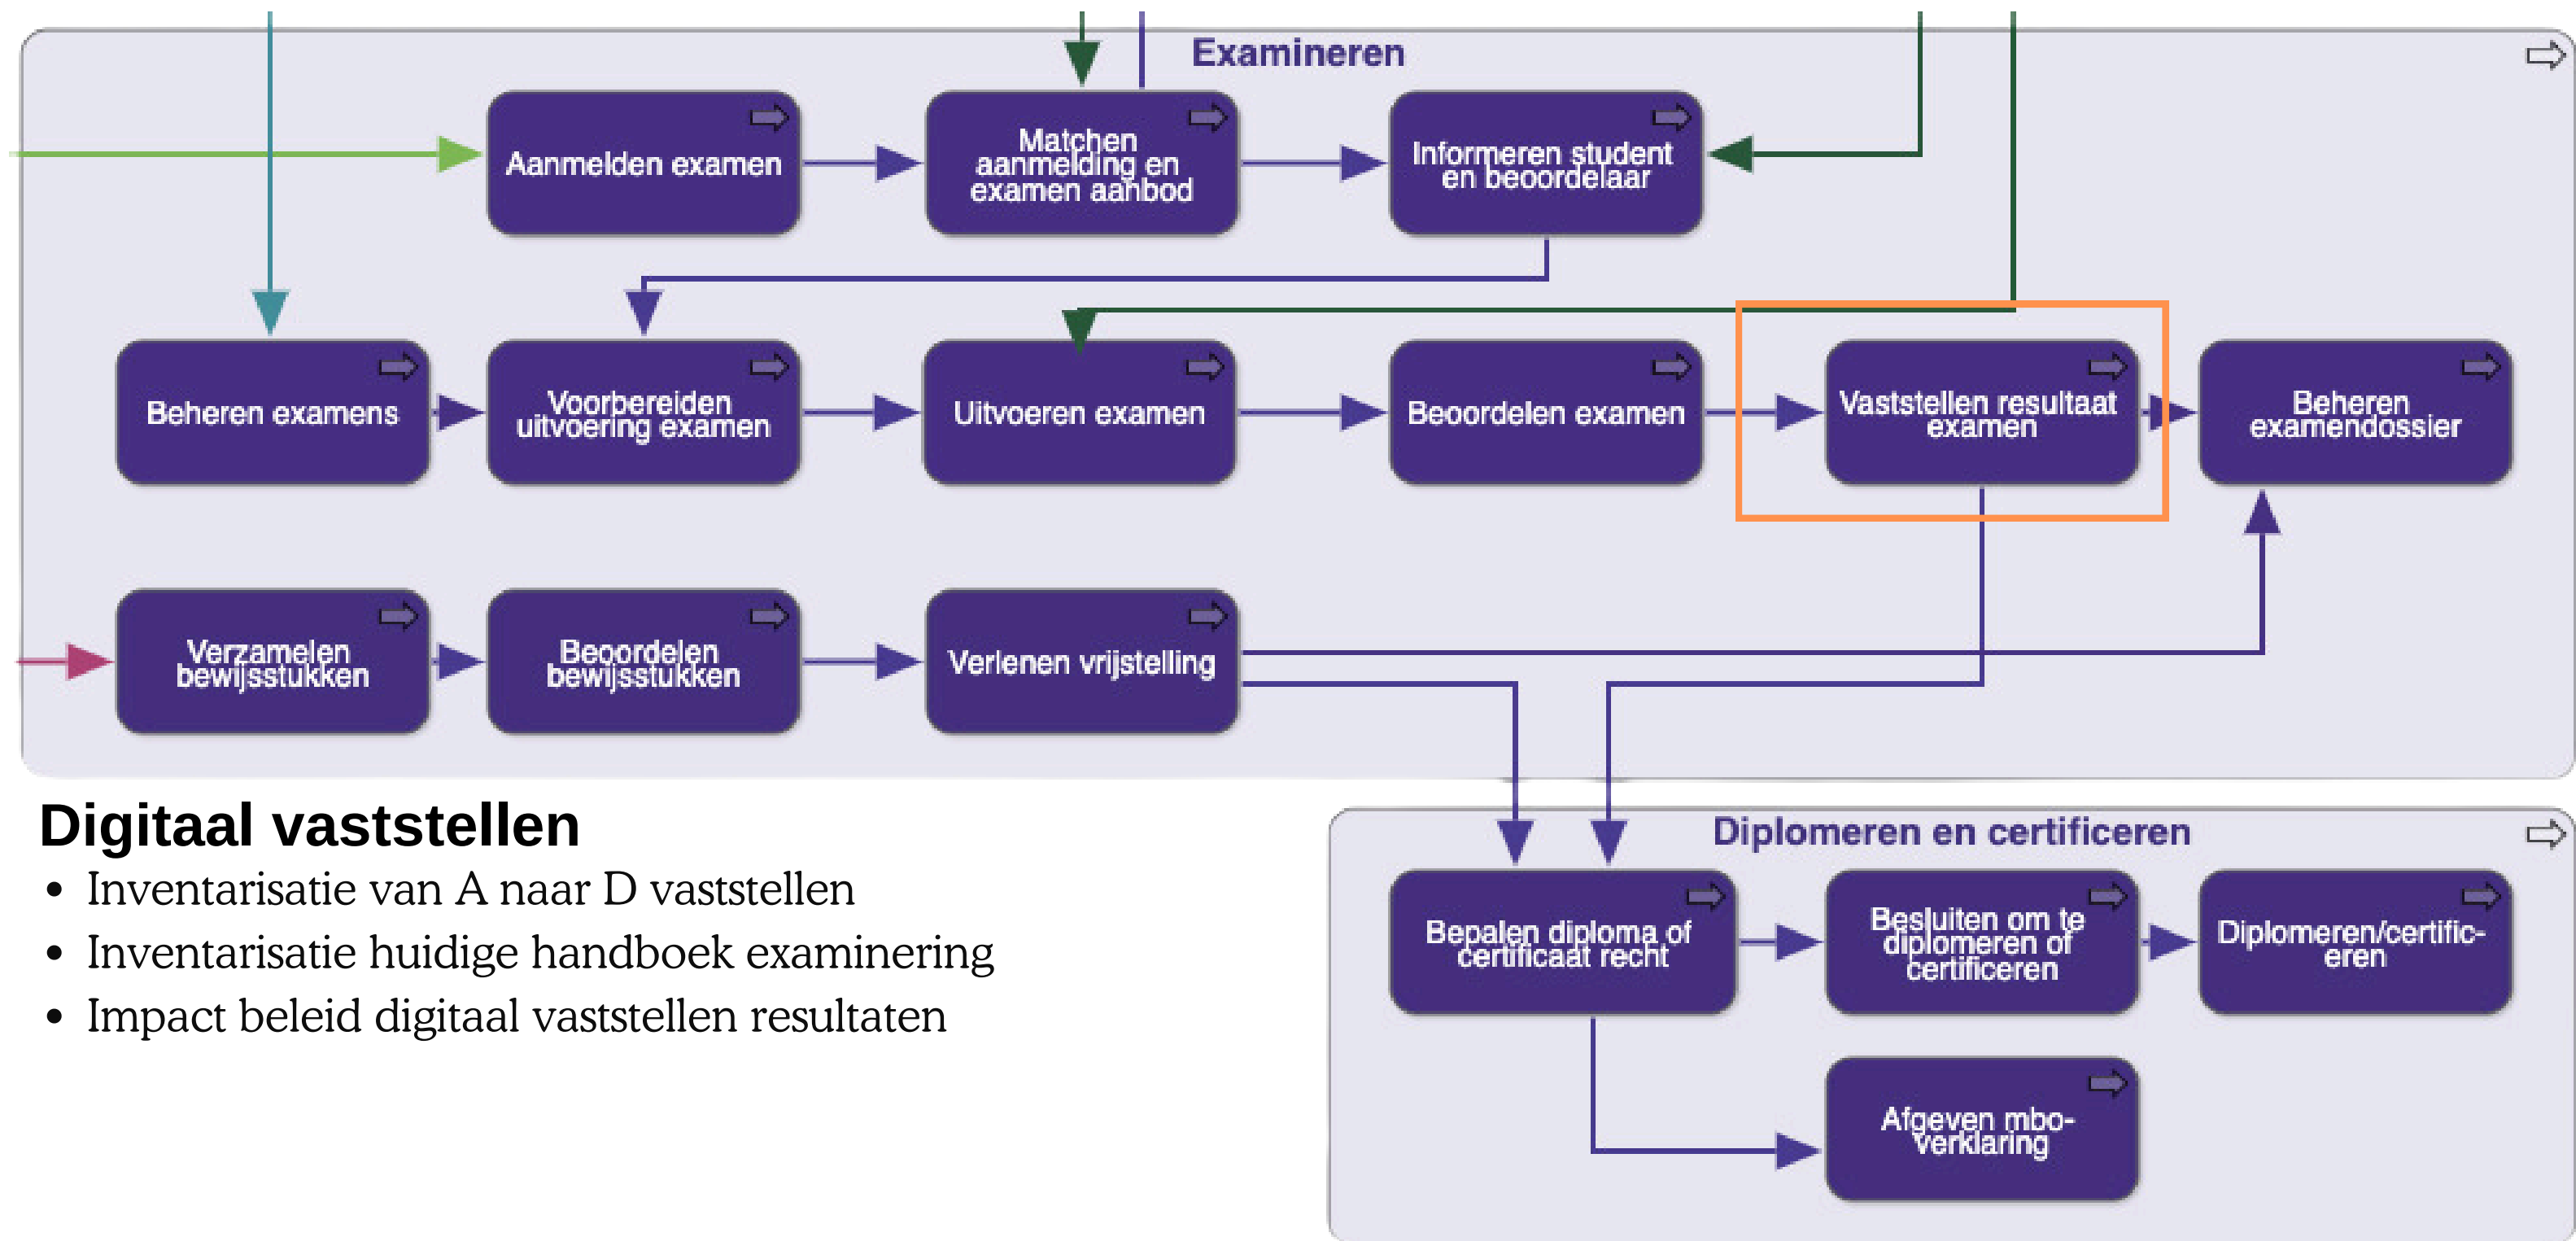 Examineren
Aanmelden examen
Matchen
aanmelding en
examen aanbod
Informeren student
en beoordelaar
Beheren examens
Voorbereiden
uitvoering examen
Uitvoeren examen
Beoordelen examen
Vaststellen resultaat
examen
Beheren
examendossier
Verzamelen
bewijsstukken
Beoordelen
bewijsstukken
Verlenen vrijstelling
Digitaal vaststellen
• Inventarisatie van A naar D vaststellen
• Inventarisatie huidige handboek examinering
• Impact beleid digitaal vaststellen resultaten
Diplomeren en certificeren
Bepalen diploma of
certificaat recht
Besluiten om te
diplomeren of
certificeren
Diplomeren/certific-
eren
Afgeven mbo-
verklaring